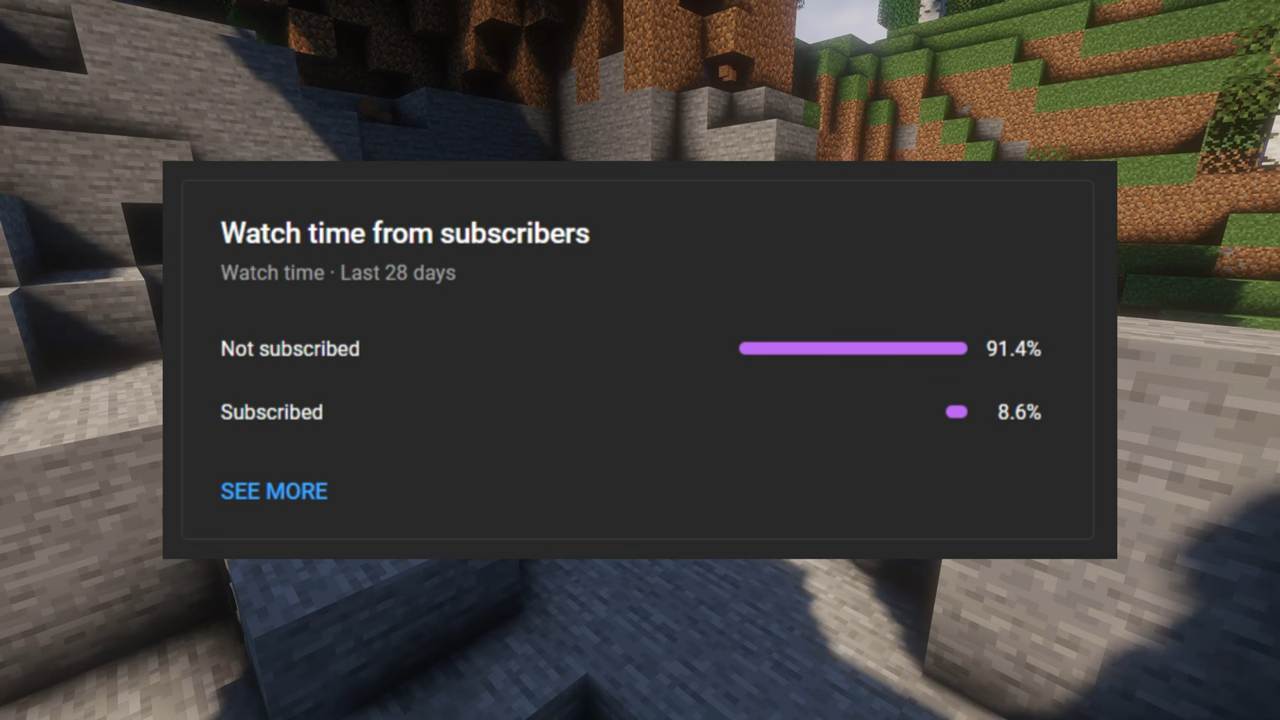 Watch time from subscribers
Watch time · Last 28 days
Not subscribed 91.4%
Subscribed 8.6%
SEE MORE